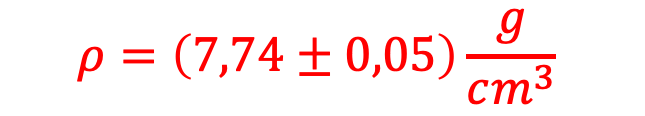 ρ = (7,74 ± 0,05) g/cm³